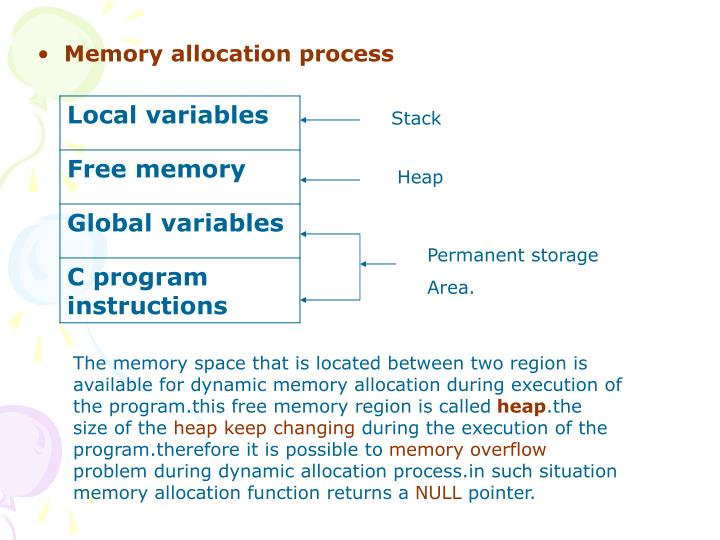 • Memory allocation process
Local variables
Stack
Free memory
Heap
Global variables
Permanent storage
Area.
C program
instructions
The memory space that is located between two region is
available for dynamic memory allocation during execution of
the program.this free memory region is called heap.the
size of the heap keep changing during the execution of the
program.therefore it is possible to memory overflow
problem during dynamic allocation process.in such situation
memory allocation function returns a NULL pointer.